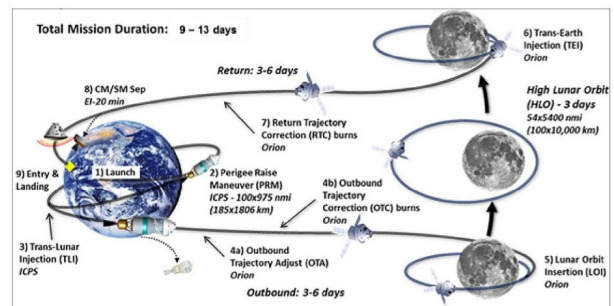 Total Mission Duration: 9 – 13 days
6) Trans-Earth
Injection (TEI)
Orion
Return: 3-6 days
8) CM/SM Sep
EI-20 min
High Lunar Orbit
(HLO) - 3 days
54x5400 nmi
(100x10,000 km)
7) Return Trajectory
Correction (RTC) burns
Orion
1) Launch
9) Entry &
Landing
2) Perigee Raise
Maneuver (PRM)
ICPS - 100x975 nmi
(185x1806 km)
4b) Outbound
Trajectory
Correction (OTC) burns
Orion
3) Trans-Lunar
Injection (TLI)
ICPS
4a) Outbound
Trajectory Adjust (OTA)
Orion
5) Lunar Orbit
Insertion (LOI)
Orion
Outbound: 3-6 days